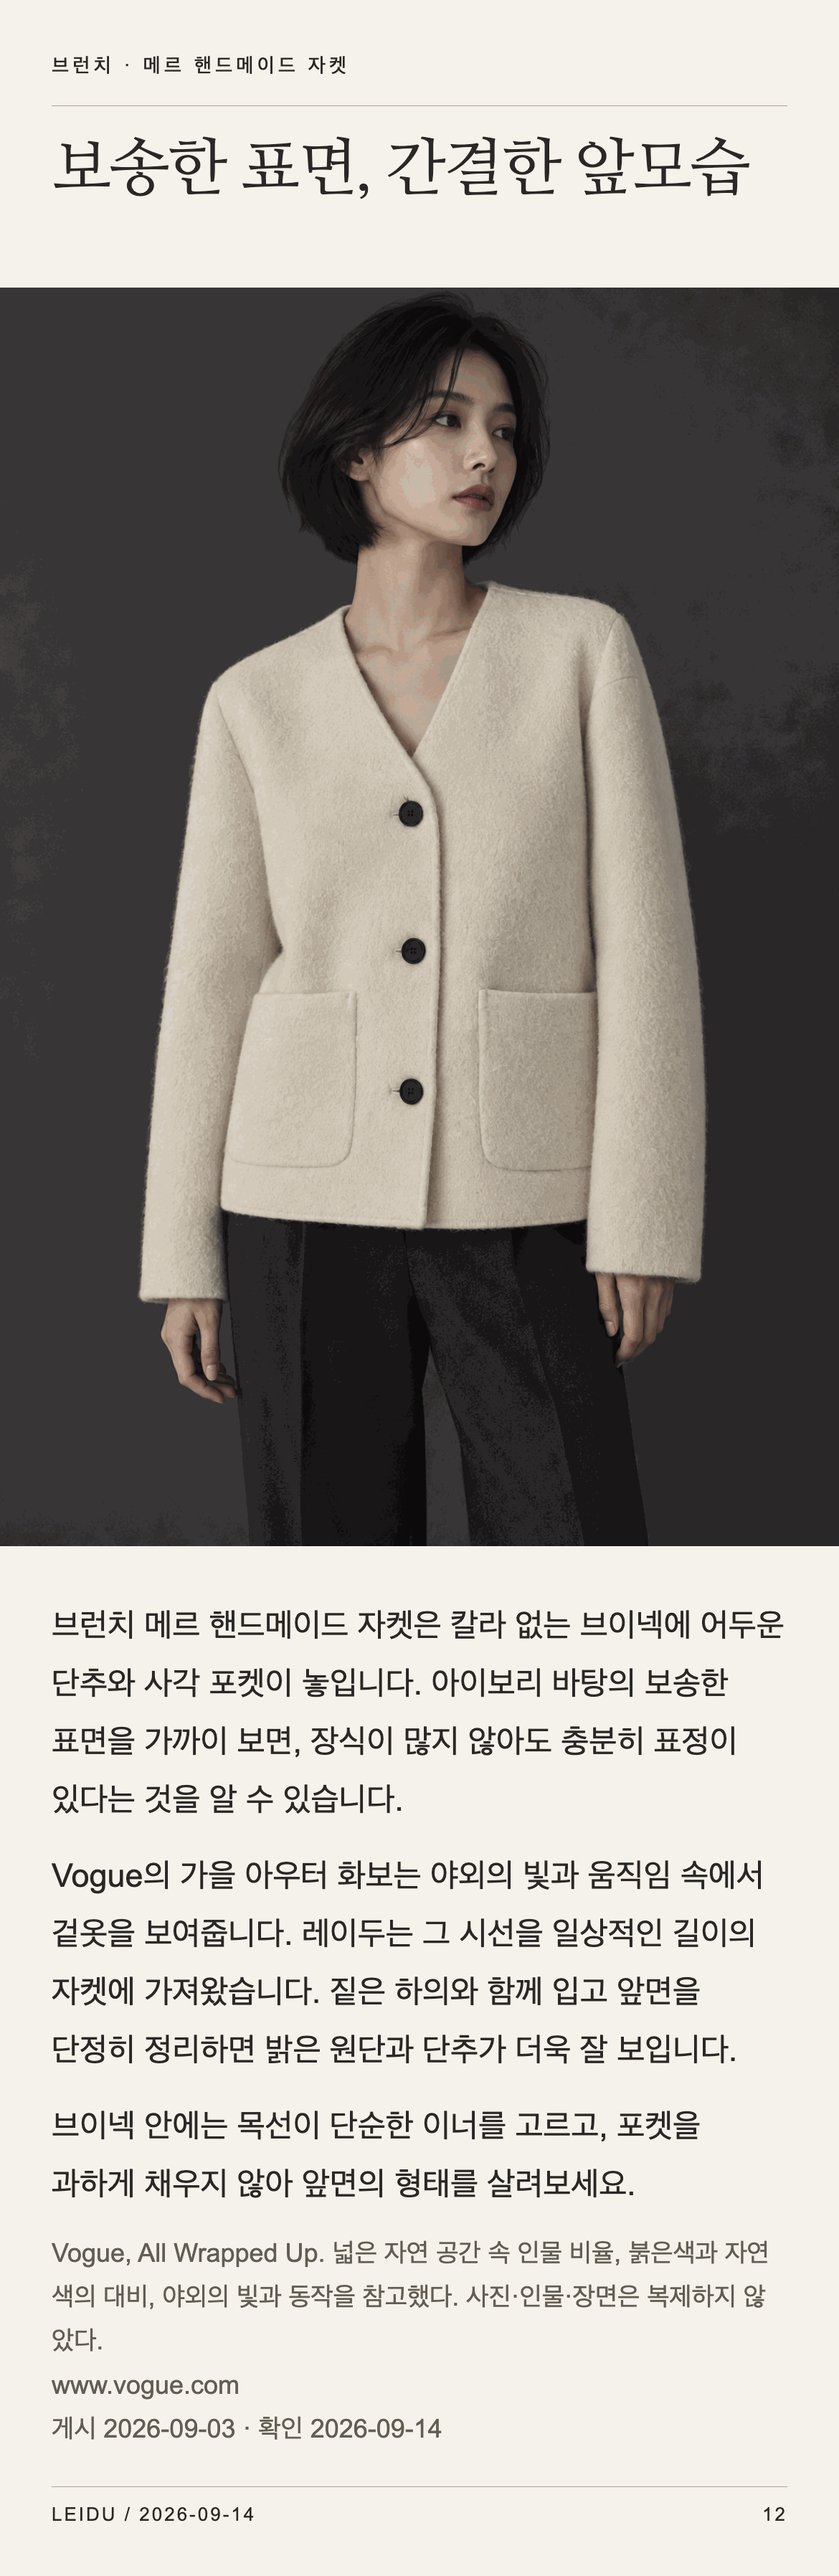 브런치 · 메르 핸드메이드 자켓
보송한 표면, 간결한 앞모습
브런치 메르 핸드메이드 자켓은 칼라 없는 브이넥에 어두운
단추와 사각 포켓이 놓입니다. 아이보리 바탕의 보송한
표면을 가까이 보면, 장식이 많지 않아도 충분히 표정이
있다는 것을 알 수 있습니다.
Vogue의 가을 아우터 화보는 야외의 빛과 움직임 속에서
겉옷을 보여줍니다. 레이두는 그 시선을 일상적인 길이의
자켓에 가져왔습니다. 짙은 하의와 함께 입고 앞면을
단정히 정리하면 밝은 원단과 단추가 더욱 잘 보입니다.
브이넥 안에는 목선이 단순한 이너를 고르고, 포켓을
과하게 채우지 않아 앞면의 형태를 살려보세요.
Vogue, All Wrapped Up. 넓은 자연 공간 속 인물 비율, 붉은색과 자연
색의 대비, 야외의 빛과 동작을 참고했다. 사진·인물·장면은 복제하지 않
았다.
www.vogue.com
게시 2026-09-03 · 확인 2026-09-14
LEIDU / 2026-09-14
12